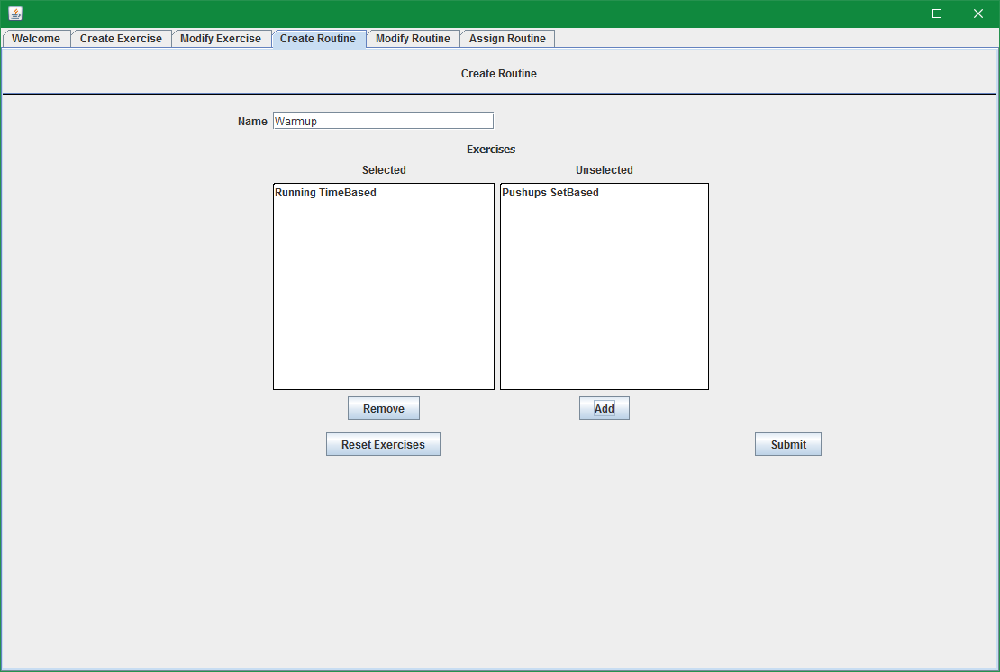 Welcome Create Exercise Modify Exercise Create Routine Modify Routine Assign Routine
Create Routine
Name Warmup
Exercises
Selected Unselected
Running TimeBased Pushups SetBased
Remove Add
Reset Exercises Submit